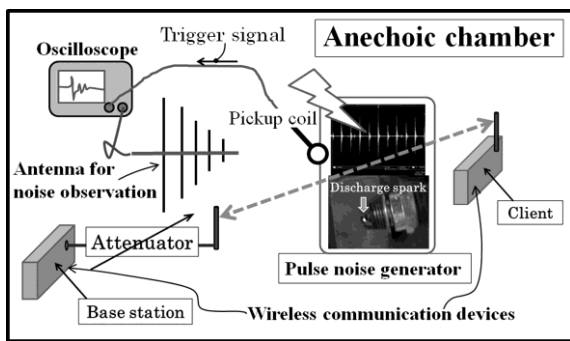 Anechoic chamber
Oscilloscope
Trigger signal
Pickup coil
Antenna for
noise observation
Discharge spark
Attenuator
Client
Pulse noise generator
Base station
Wireless communication devices